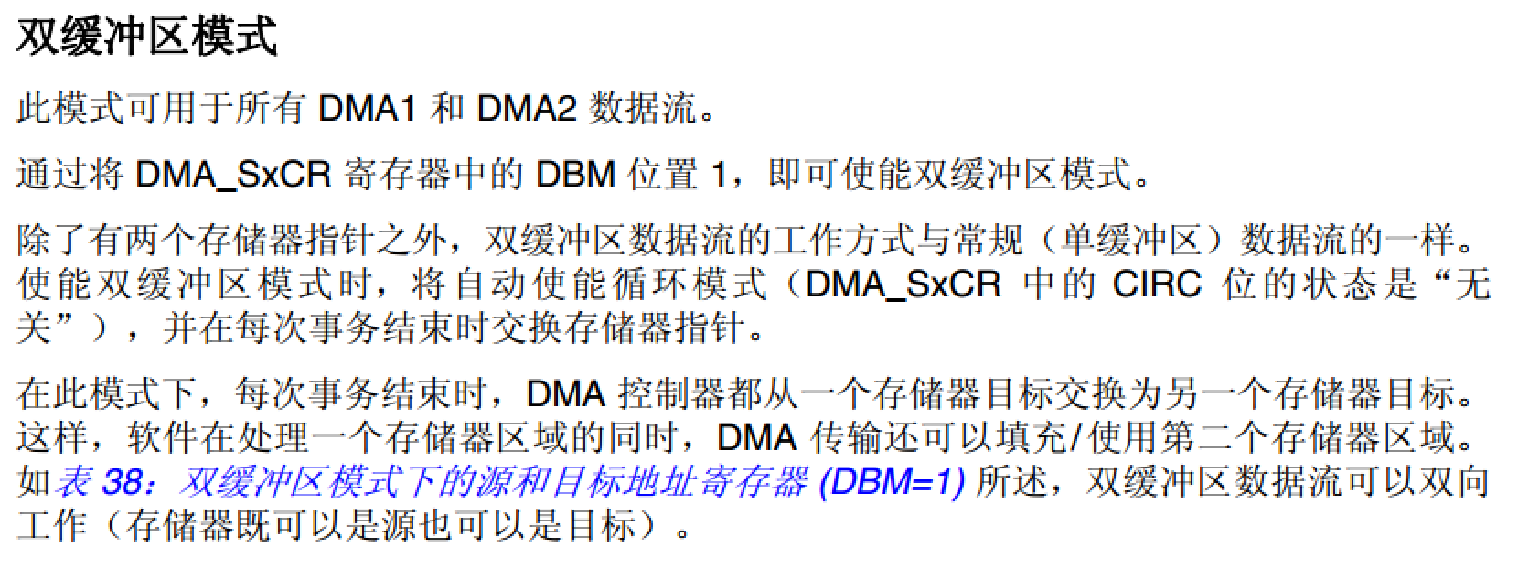 双缓冲区模式
此模式可用于所有 DMA1 和 DMA2 数据流。
通过将 DMA_SxCR 寄存器中的 DBM 位置 1，即可使能双缓冲区模式。
除了有两个存储器指针之外，双缓冲区数据流的工作方式与常规（单缓冲区）数据流的一样。
使能双缓冲区模式时，将自动使能循环模式（DMA_SxCR 中的 CIRC 位的状态是“无
关”），并在每次事务结束时交换存储器指针。
在此模式下，每次事务结束时，DMA 控制器都从一个存储器目标交换为另一个存储器目标。
这样，软件在处理一个存储器区域的同时，DMA 传输还可以填充/使用第二个存储器区域。
如表 38：双缓冲区模式下的源和目标地址寄存器 (DBM=1) 所述，双缓冲区数据流可以双向
工作（存储器既可以是源也可以是目标）。